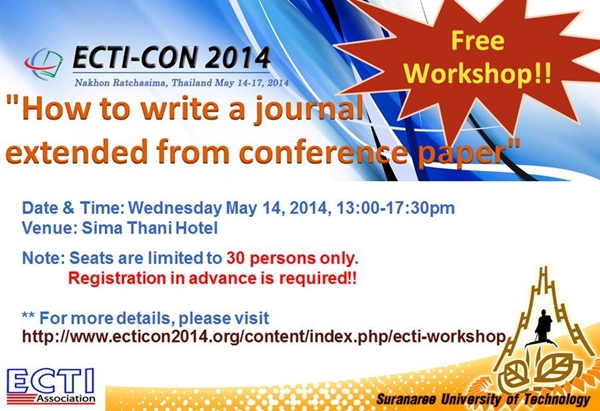 ECTI-CON 2014
Nakhon Ratchasima, Thailand May 14-17, 2014
Free
Workshop!!
"How to write a journal
extended from conference paper"
Date & Time: Wednesday May 14, 2014, 13:00-17:30pm
Venue: Sima Thani Hotel
Note: Seats are limited to 30 persons only.
Registration in advance is required!!
** For more details, please visit
http://www.ecticon2014.org/content/index.php/ecti-workshop
ECTI
Association
Suranaree University of Technology